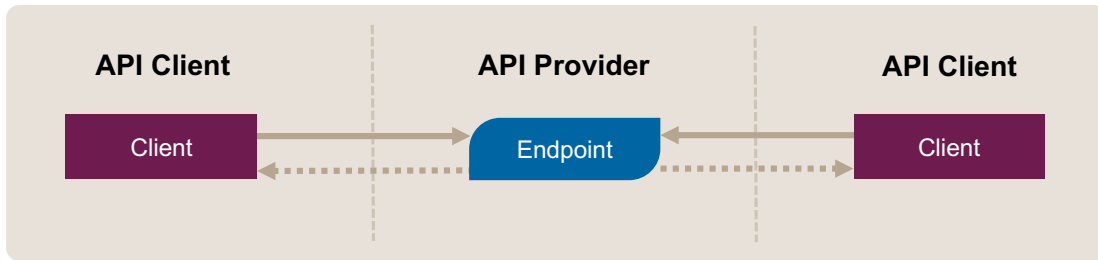 API Client
API Provider
API Client
Client
Endpoint
Client